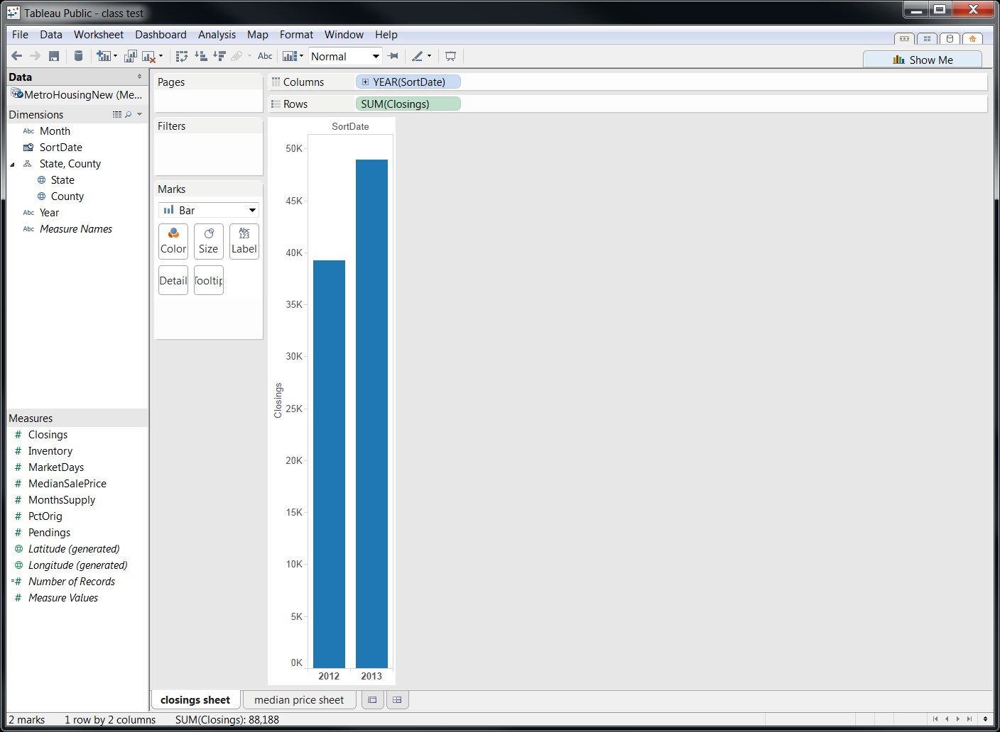 Tableau Public - class test
File Data Worksheet Dashboard Analysis Map Format Window Help
Abc Normal
Show Me
Data
MetroHousingNew (Me...
Dimensions
Abc Month
SortDate
State, County
State
County
Abc Year
Abc Measure Names
Measures
# Closings
# Inventory
# MarketDays
# MedianSalePrice
# MonthsSupply
# PctOrig
# Pendings
Latitude (generated)
Longitude (generated)
=# Number of Records
# Measure Values
Pages
Filters
Marks
Bar
Abc
123
Color Size Label
Detail Tooltip
Columns YEAR(SortDate)
Rows SUM(Closings)
SortDate
50K
45K
40K
35K
30K
25K
20K
15K
10K
5K
0K
Closings
2012 2013
closings sheet median price sheet
2 marks 1 row by 2 columns SUM(Closings): 88,188